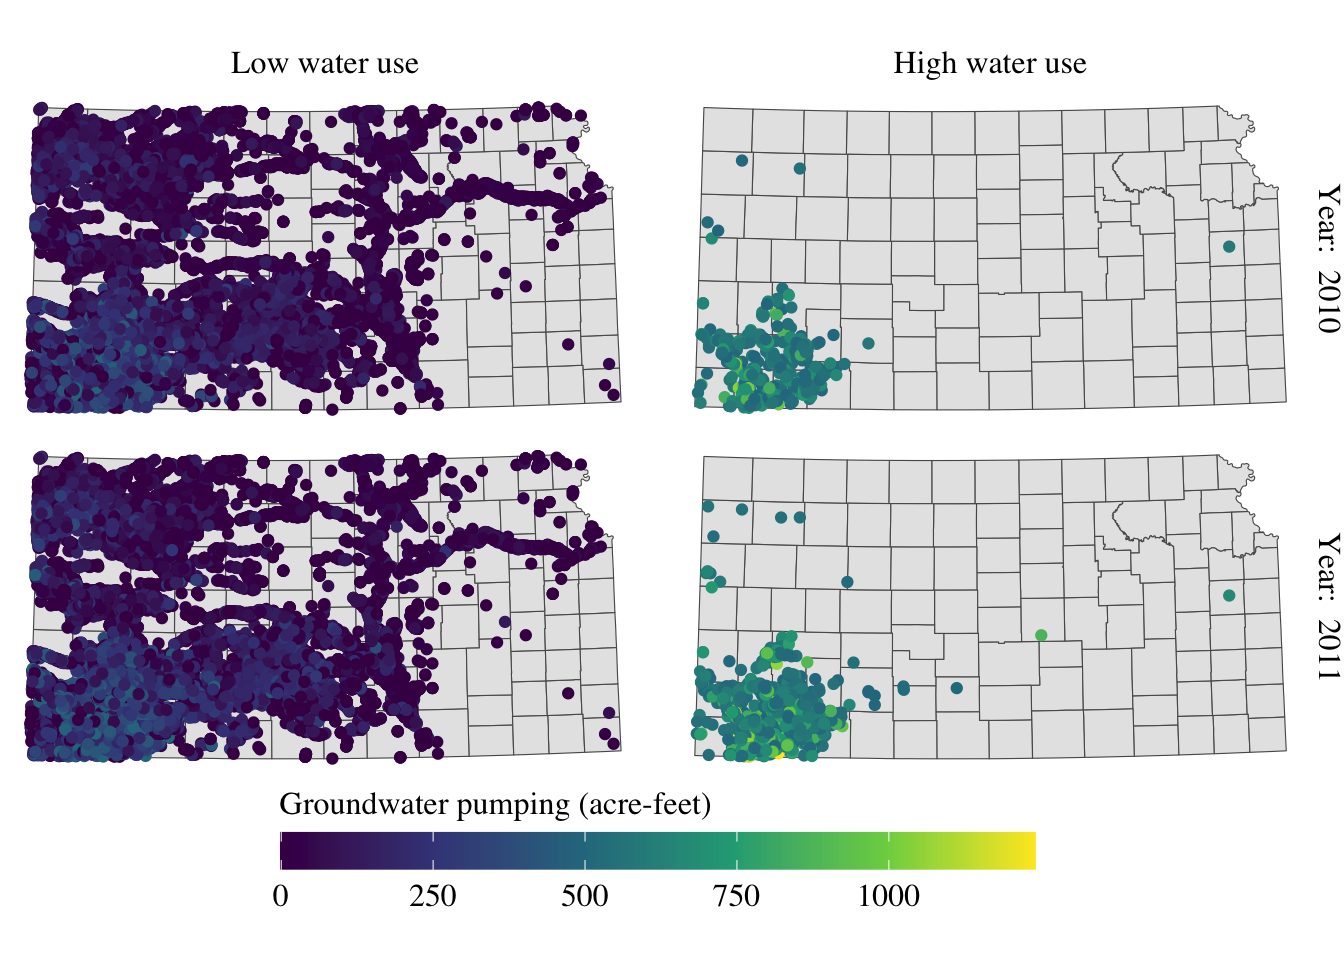 Low water use
High water use
Year: 2010
Year: 2011
Groundwater pumping (acre-feet)
0 250 500 750 1000